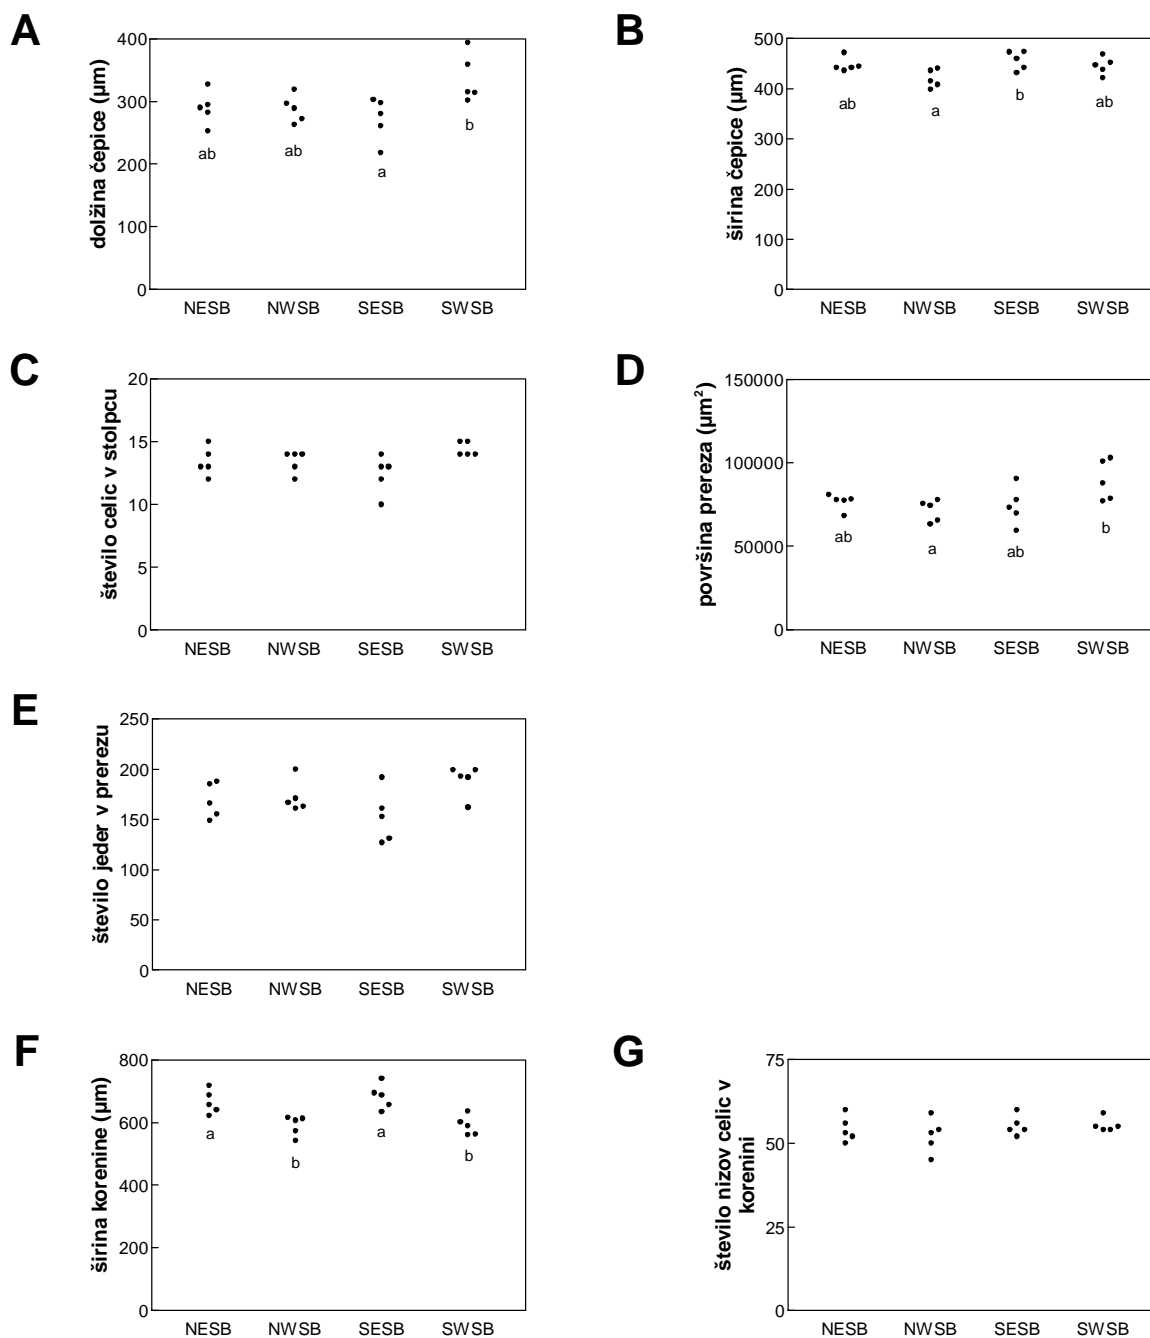 A
dolžina čepice (µm)
400
300
200
100
0
ab
ab
a
b
NESB NWSB SESB SWSB
B
širina čepice (µm)
500
400
300
200
100
0
ab
a
b
ab
NESB NWSB SESB SWSB
C
število celic v stolpcu
20
15
10
5
0
NESB NWSB SESB SWSB
D
površina prereza (µm²)
150000
100000
50000
0
ab
a
ab
b
NESB NWSB SESB SWSB
E
število jeder v prerezu
250
200
150
100
50
0
NESB NWSB SESB SWSB
F
širina korenine (µm)
800
600
400
200
0
a
b
a
b
NESB NWSB SESB SWSB
G
število nizov celic v
korenini
75
50
25
0
NESB NWSB SESB SWSB